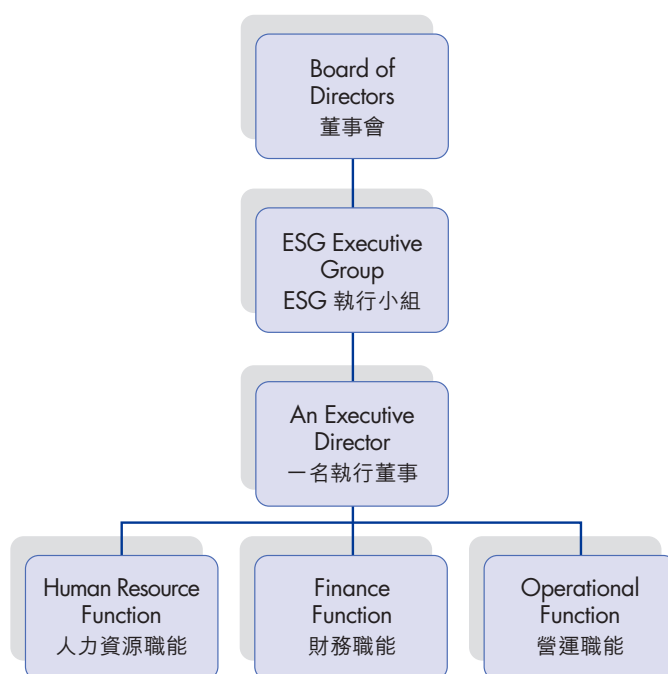 Board of
Directors
董事會
ESG Executive
Group
ESG 執行小組
An Executive
Director
一名執行董事
Human Resource
Function
人力資源職能
Finance
Function
財務職能
Operational
Function
營運職能